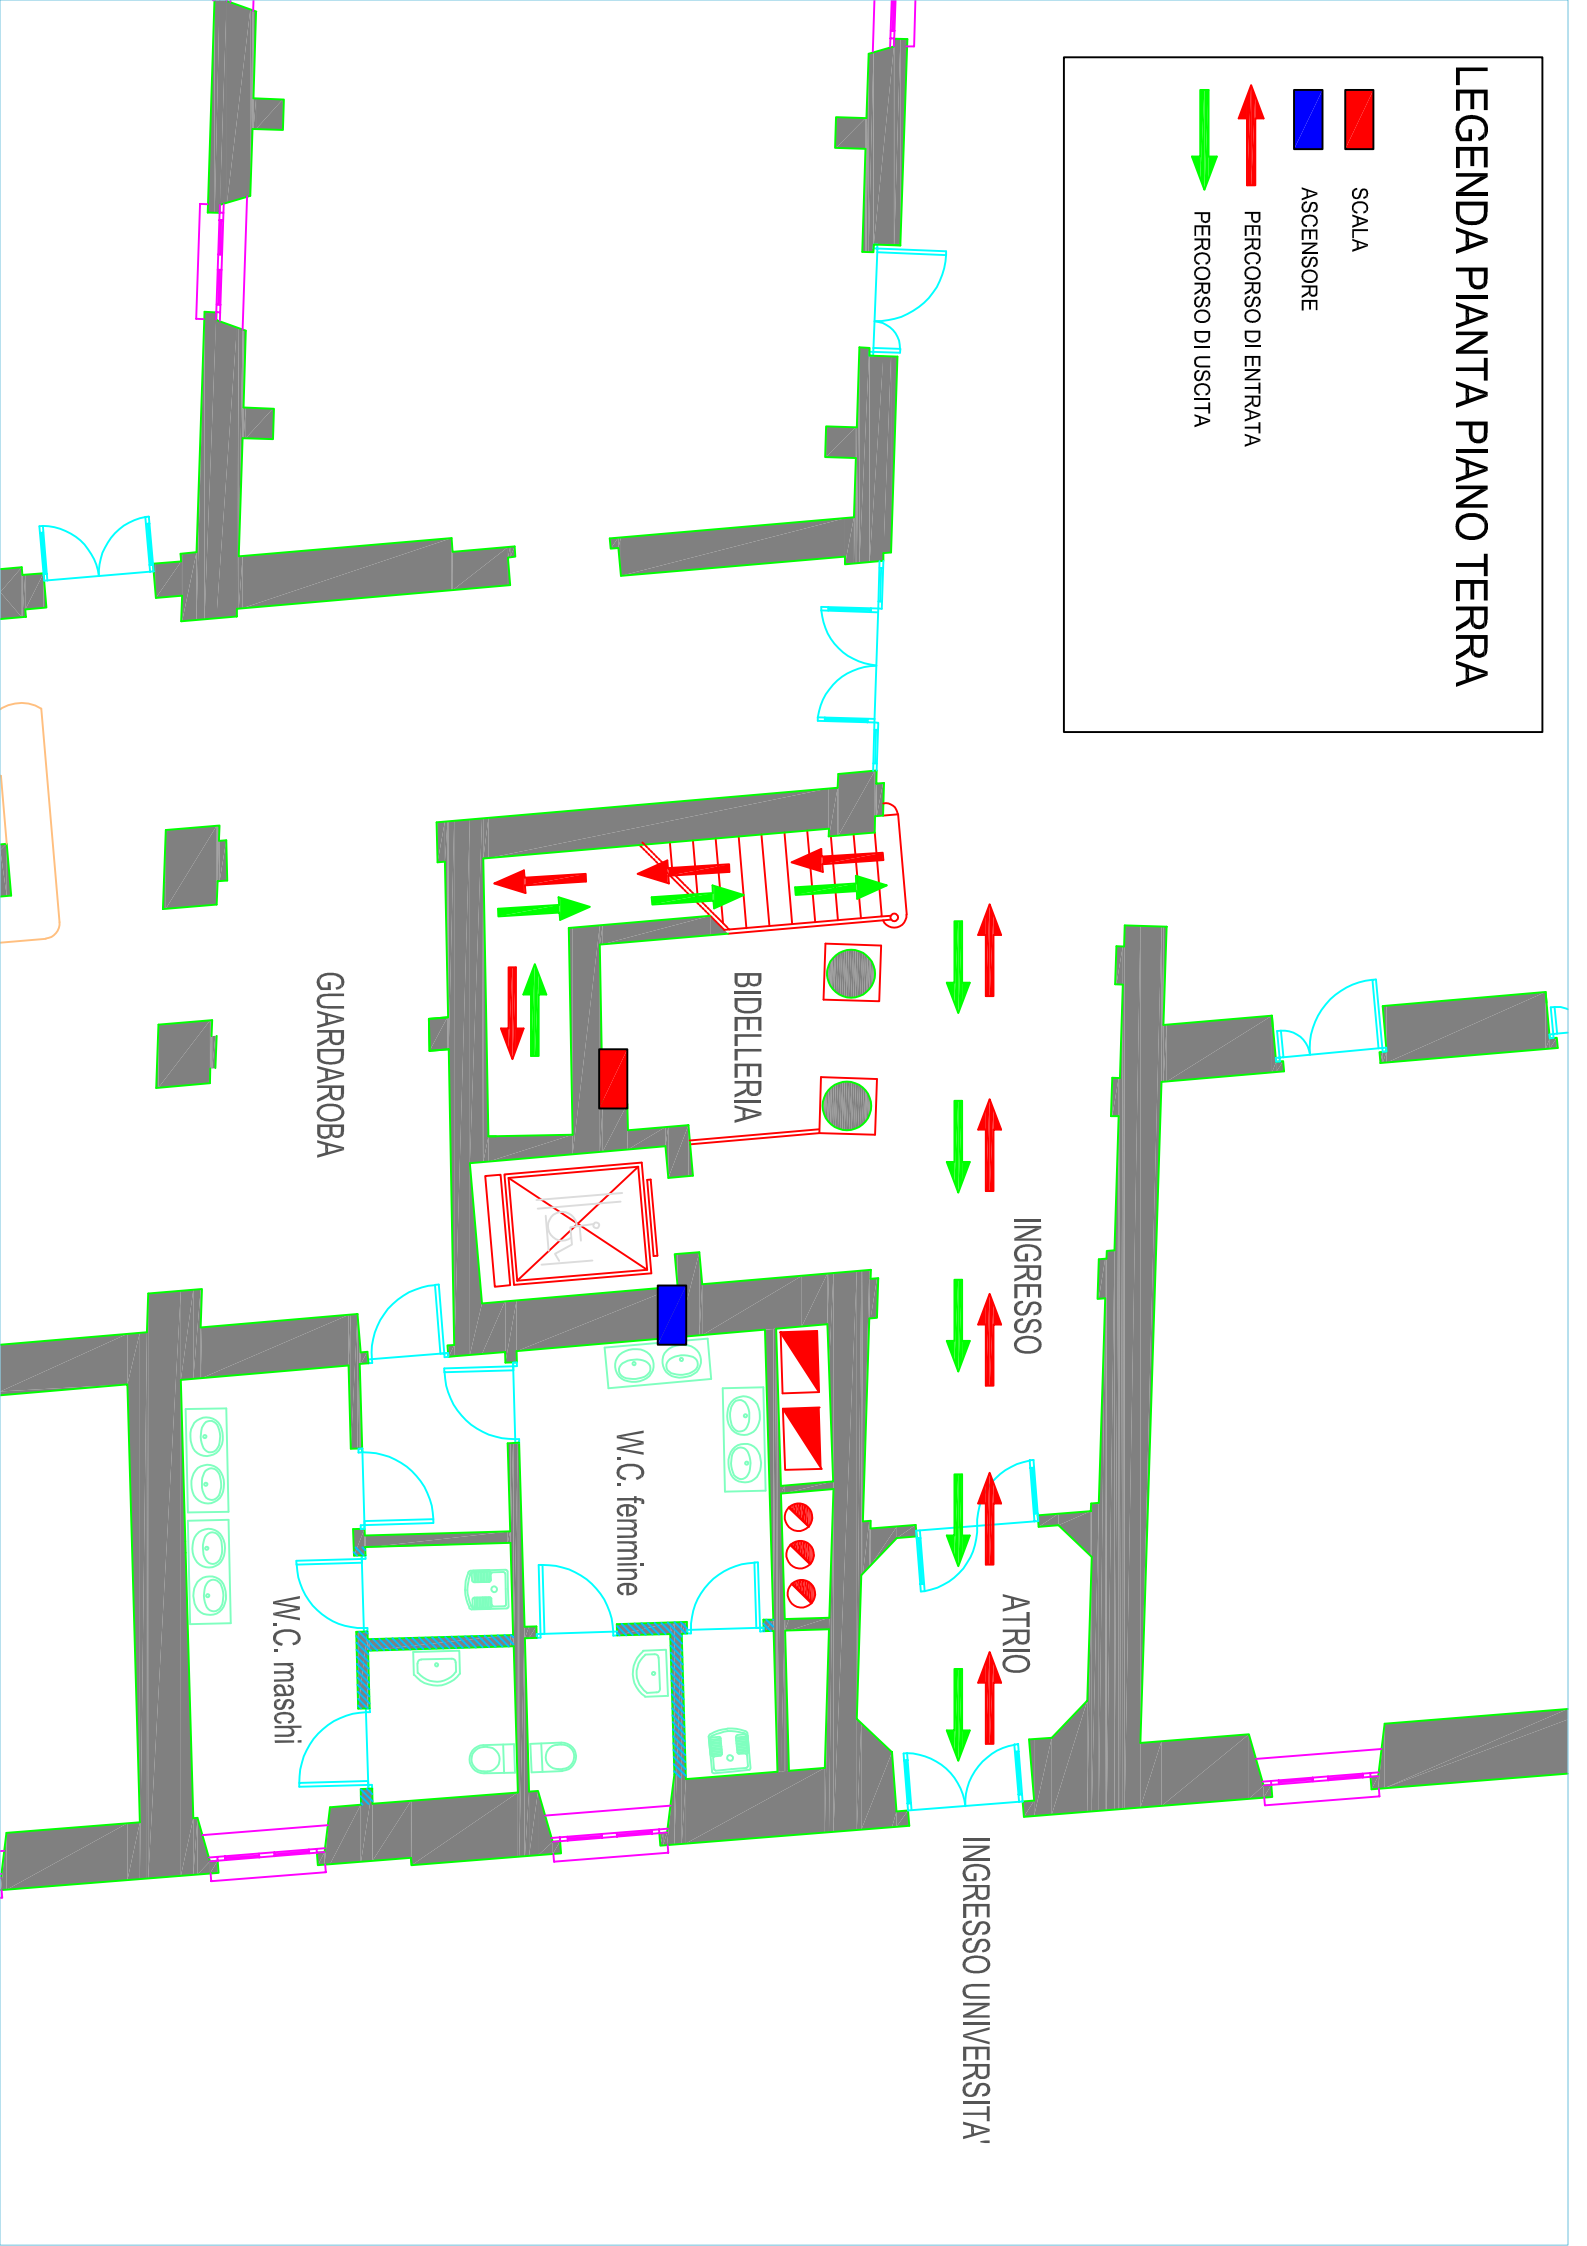 LEGENDA PIANTA PIANO TERRA
SCALA
ASCENSORE
PERCORSO DI ENTRATA
PERCORSO DI USCITA
INGRESSO
ATRIO
INGRESSO UNIVERSITA'
BIDELLERIA
W.C. femmine
GUARDAROBA
W.C. maschi